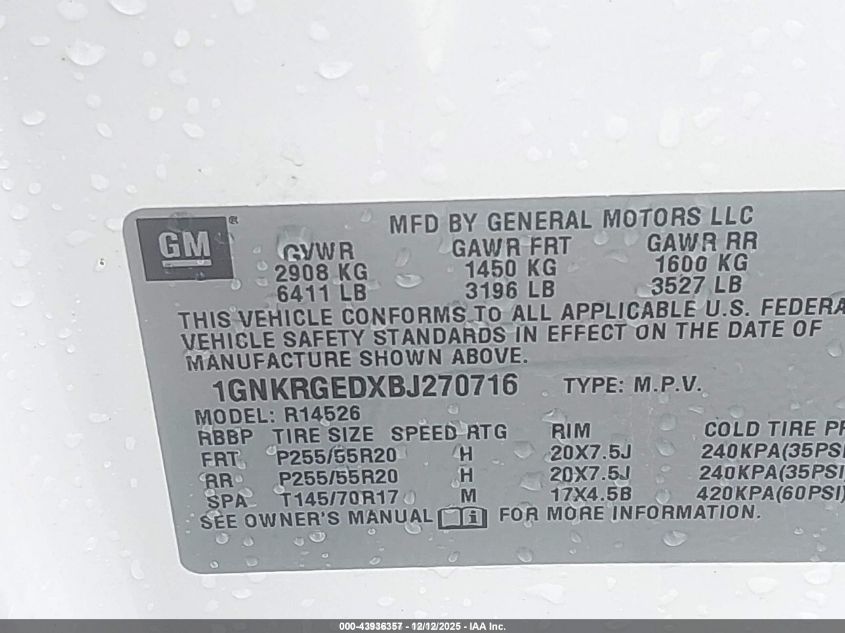 GM®
MFD BY GENERAL MOTORS LLC
GVWR GAWR FRT GAWR RR
2908 KG 1450 KG 1600 KG
6411 LB 3196 LB 3527 LB
THIS VEHICLE CONFORMS TO ALL APPLICABLE U.S. FEDERA
VEHICLE SAFETY STANDARDS IN EFFECT ON THE DATE OF
MANUFACTURE SHOWN ABOVE.
1GNKRGEDXBJ270716 TYPE: M.P.V.
MODEL: R14526
RBBP TIRE SIZE SPEED RTG RIM COLD TIRE PR
FRT P255/55R20 H 20X7.5J 240KPA(35PSI
RR P255/55R20 H 20X7.5J 240KPA(35PSI)
SPA T145/70R17 M 17X4.5B 420KPA(60PSI)
SEE OWNER'S MANUAL FOR MORE INFORMATION.
000-43936357 - 12/12/2025 - IAA Inc.